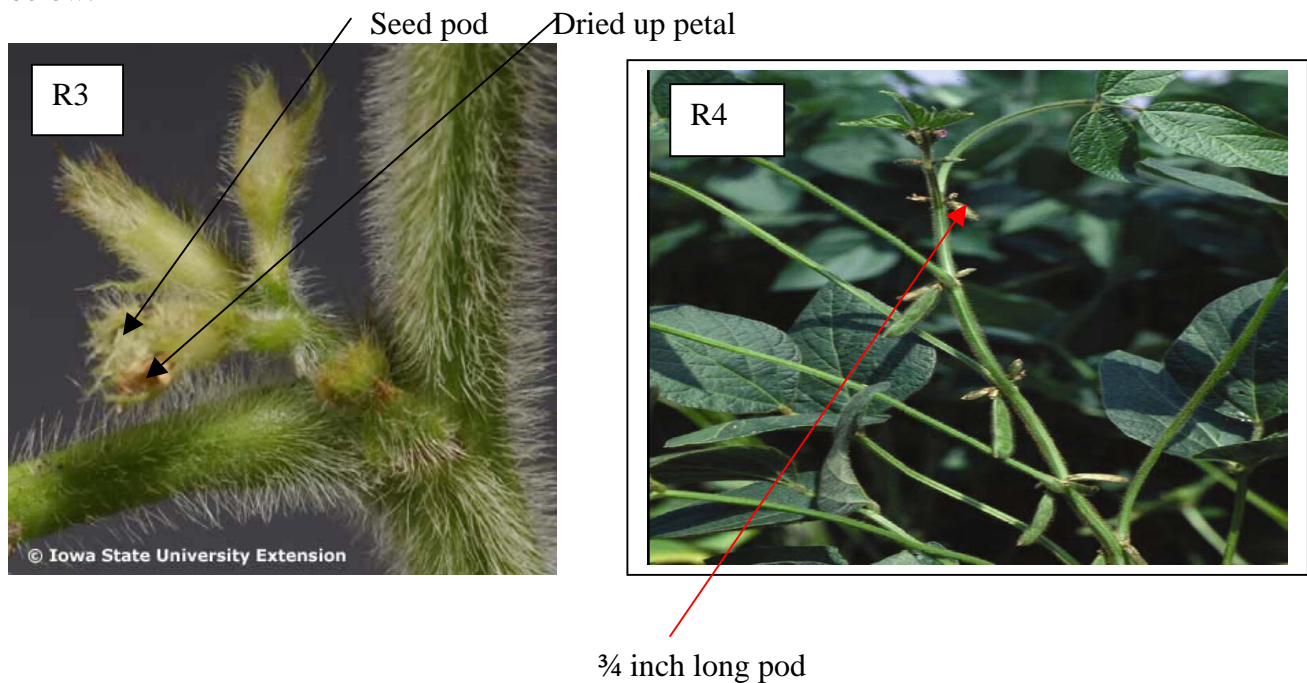 Seed pod Dried up petal
R3
R4
© Iowa State University Extension
¾ inch long pod